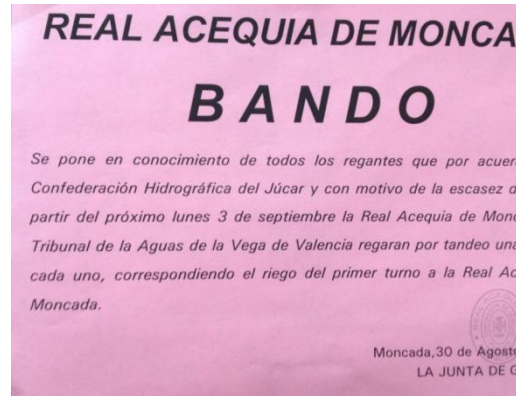 REAL ACEQUIA DE MONCA
BANDO
Se pone en conocimiento de todos los regantes que por acuer
Confederación Hidrográfica del Júcar y con motivo de la escasez d
partir del próximo lunes 3 de septiembre la Real Acequia de Monc
Tribunal de la Aguas de la Vega de Valencia regaran por tandeo una
cada uno, correspondiendo el riego del primer turno a la Real Ac
Moncada.
Moncada,30 de Agosto
LA JUNTA DE G